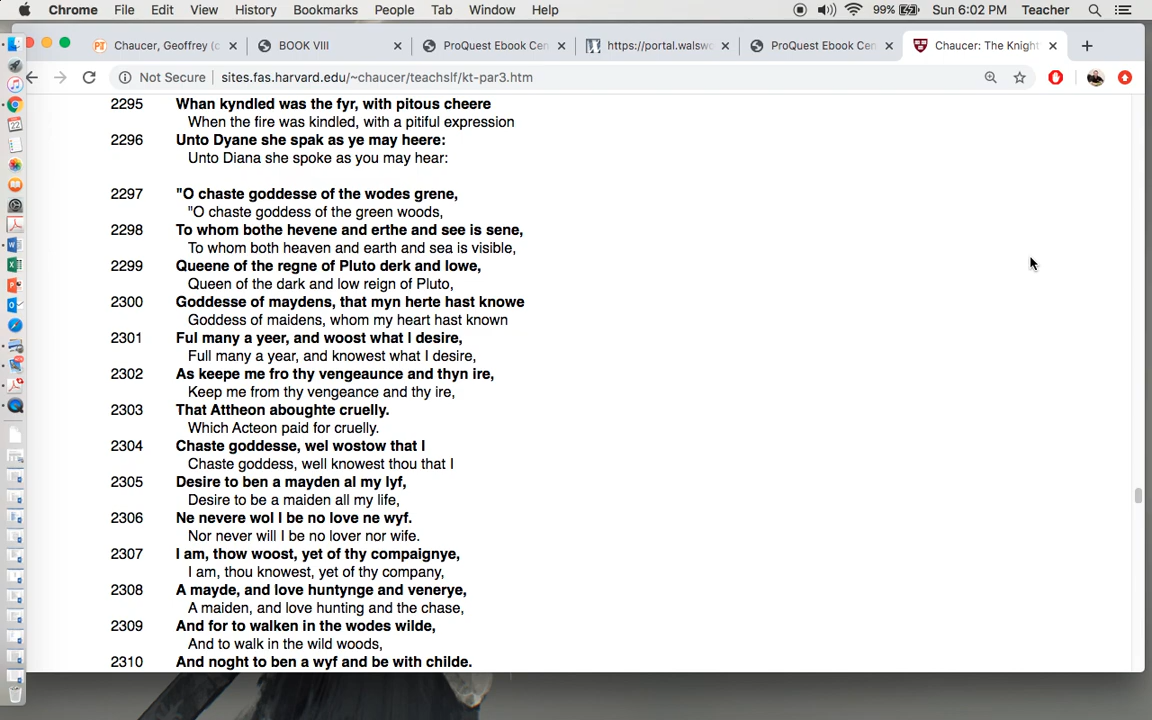 Chrome File Edit View History Bookmarks People Tab Window Help 99% Sun 6:02 PM Teacher
Chaucer, Geoffrey (c BOOK VIII ProQuest Ebook Cen https://portal.walsw ProQuest Ebook Cen Chaucer: The Knight
Not Secure sites.fas.harvard.edu/~chaucer/teachslf/kt-par3.htm
2295 Whan kyndled was the fyr, with pitous cheere
When the fire was kindled, with a pitiful expression
2296 Unto Dyane she spak as ye may heere:
Unto Diana she spoke as you may hear:
2297 "O chaste goddesse of the wodes grene,
"O chaste goddess of the green woods,
2298 To whom bothe hevene and erthe and see is sene,
To whom both heaven and earth and sea is visible,
2299 Queene of the regne of Pluto derk and lowe,
Queen of the dark and low reign of Pluto,
2300 Goddesse of maydens, that myn herte hast knowe
Goddess of maidens, whom my heart hast known
2301 Ful many a yeer, and woost what I desire,
Full many a year, and knowest what I desire,
2302 As keepe me fro thy vengeaunce and thyn ire,
Keep me from thy vengeance and thy ire,
2303 That Attheon aboughte cruelly.
Which Acteon paid for cruelly.
2304 Chaste goddesse, wel wostow that I
Chaste goddess, well knowest thou that I
2305 Desire to ben a mayden al my lyf,
Desire to be a maiden all my life,
2306 Ne nevere wol I be no love ne wyf.
Nor never will I be no lover nor wife.
2307 I am, thow woost, yet of thy compaignye,
I am, thou knowest, yet of thy company,
2308 A mayde, and love huntynge and venerye,
A maiden, and love hunting and the chase,
2309 And for to walken in the wodes wilde,
And to walk in the wild woods,
2310 And noght to ben a wyf and be with childe.